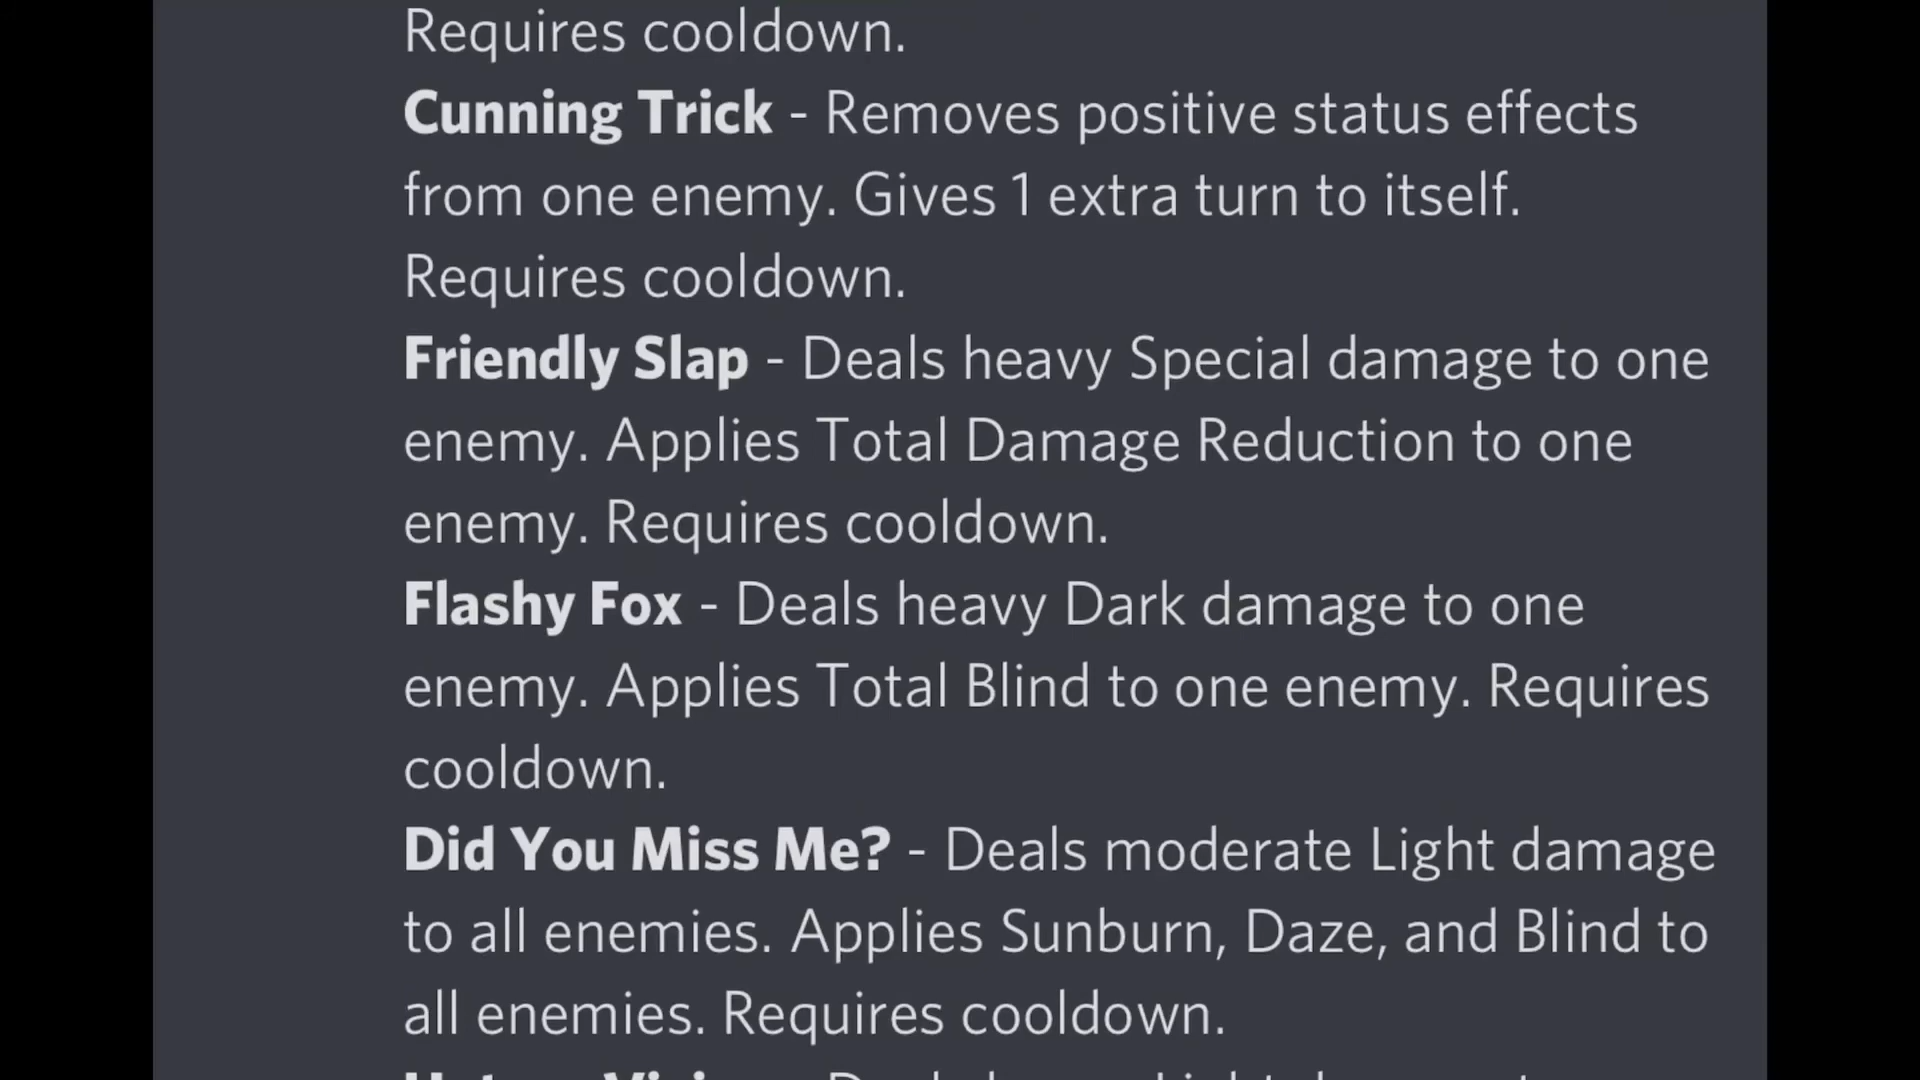 Requires cooldown.
Cunning Trick - Removes positive status effects
from one enemy. Gives 1 extra turn to itself.
Requires cooldown.
Friendly Slap - Deals heavy Special damage to one
enemy. Applies Total Damage Reduction to one
enemy. Requires cooldown.
Flashy Fox - Deals heavy Dark damage to one
enemy. Applies Total Blind to one enemy. Requires
cooldown.
Did You Miss Me? - Deals moderate Light damage
to all enemies. Applies Sunburn, Daze, and Blind to
all enemies. Requires cooldown.